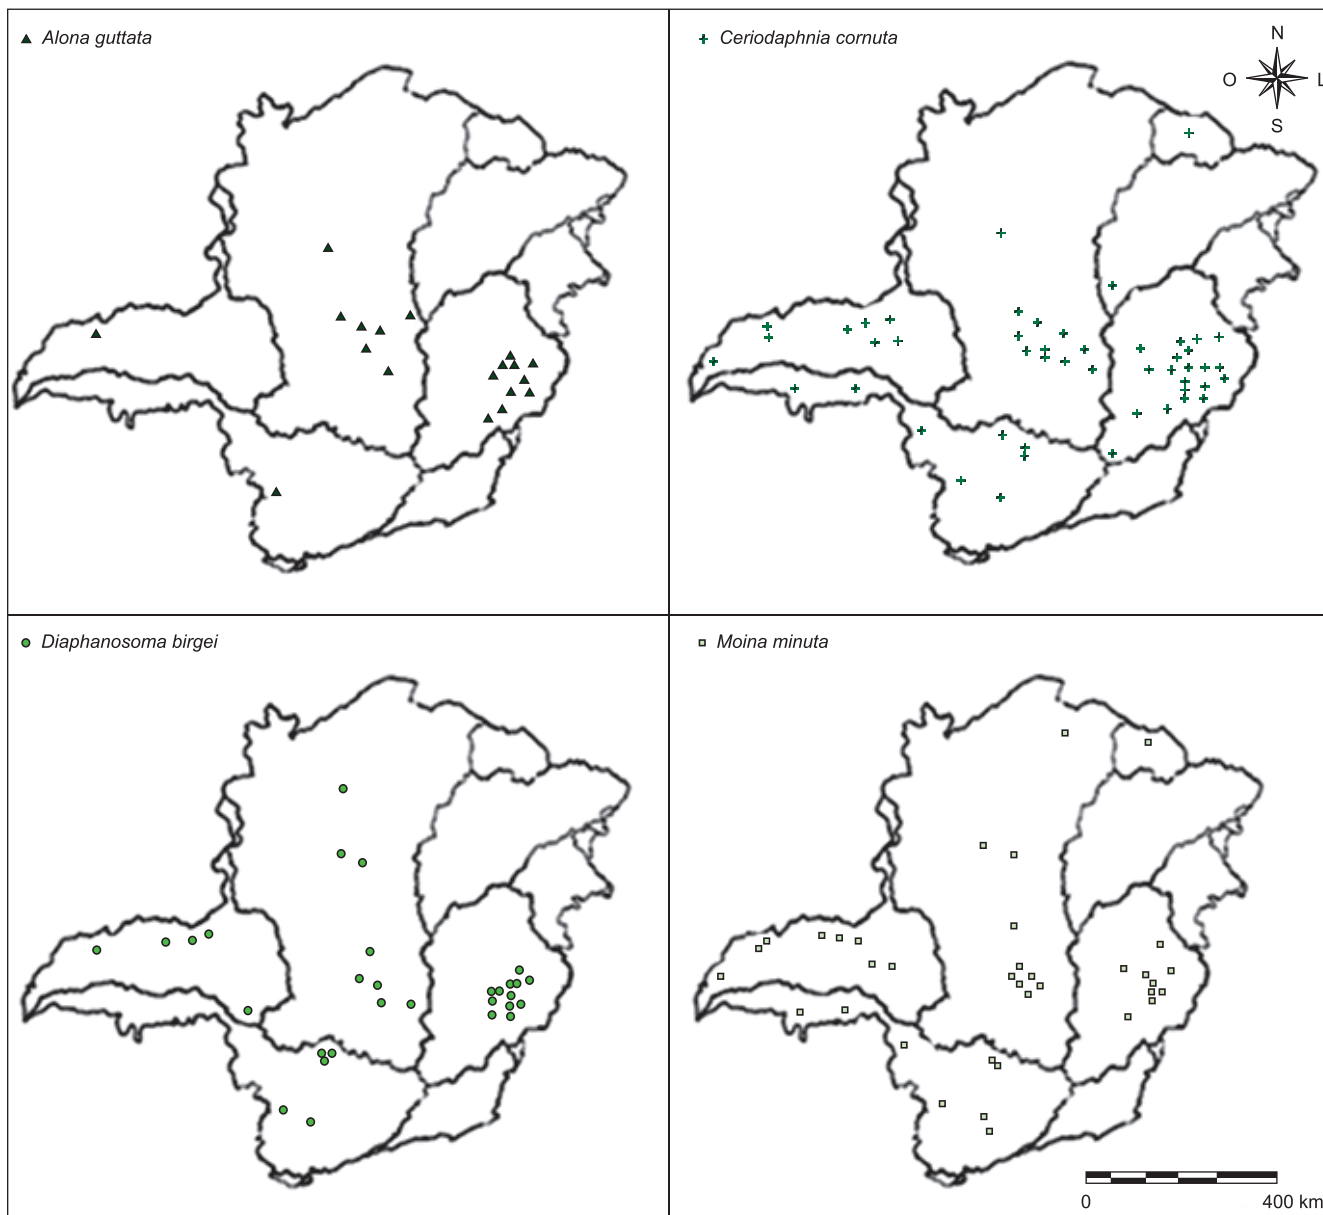 Alona guttata
Ceriodaphnia cornuta
N
O
L
S
Diaphanosoma birgei
Moina minuta
0
400 km